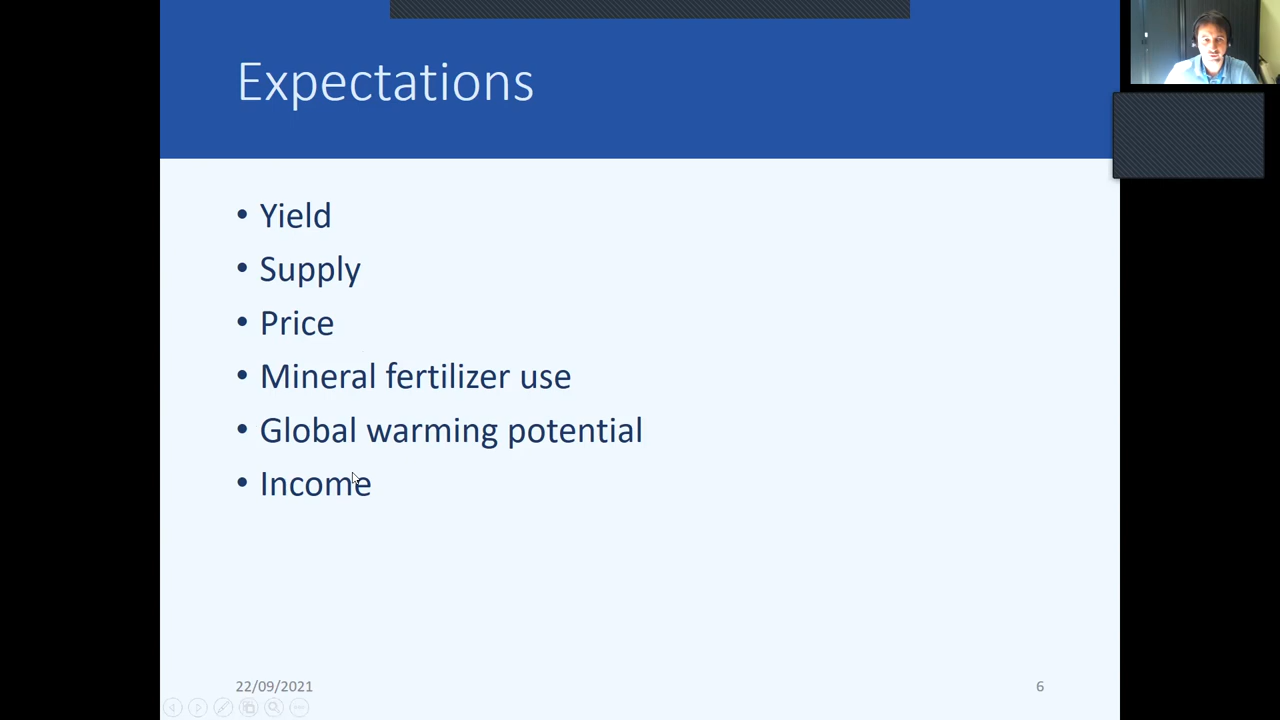 Expectations
• Yield
• Supply
• Price
• Mineral fertilizer use
• Global warming potential
• Income
22/09/2021
6